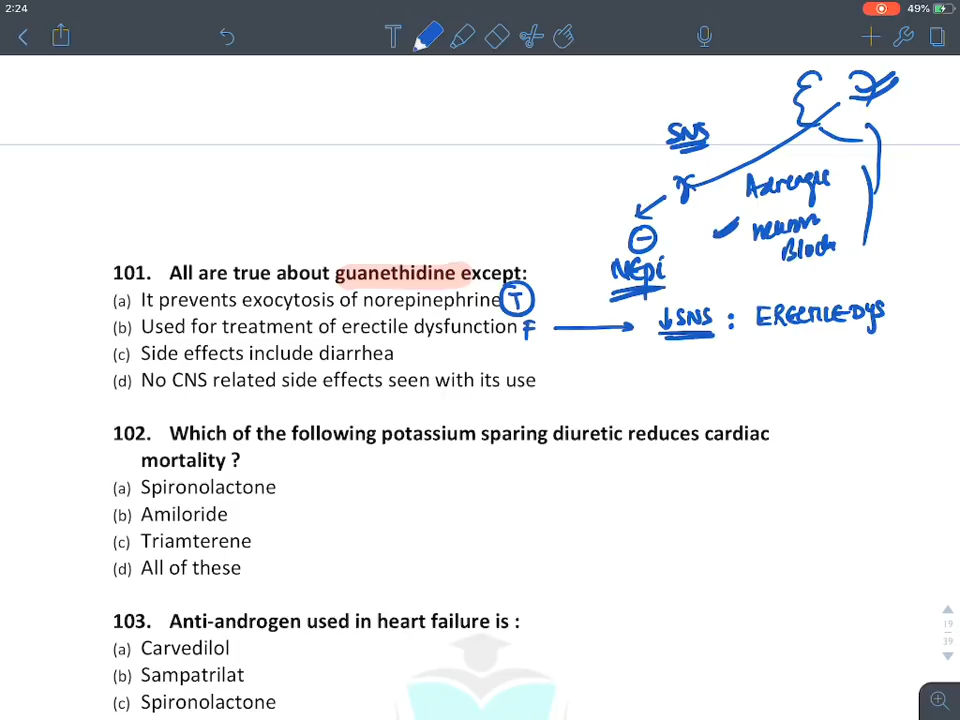 2:24
49%
T
SNS
Neuron
Block
NEpi
101. All are true about guanethidine except:
(a) It prevents exocytosis of norepinephrine T
(b) Used for treatment of erectile dysfunction F → ↓SNS : ERECTILE DYS
(c) Side effects include diarrhea
(d) No CNS related side effects seen with its use
102. Which of the following potassium sparing diuretic reduces cardiac
mortality ?
(a) Spironolactone
(b) Amiloride
(c) Triamterene
(d) All of these
103. Anti-androgen used in heart failure is :
(a) Carvedilol
(b) Sampatrilat
(c) Spironolactone
19
39